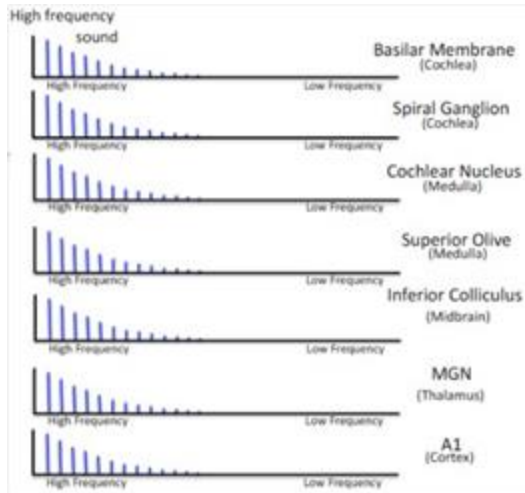 High frequency
sound
Basilar Membrane
(Cochlea)
High Frequency Low Frequency
Spiral Ganglion
(Cochlea)
High Frequency Low Frequency
Cochlear Nucleus
(Medulla)
High Frequency Low Frequency
Superior Olive
(Medulla)
High Frequency Low Frequency
Inferior Colliculus
(Midbrain)
High Frequency Low Frequency
MGN
(Thalamus)
High Frequency Low Frequency
A1
(Cortex)
High Frequency Low Frequency